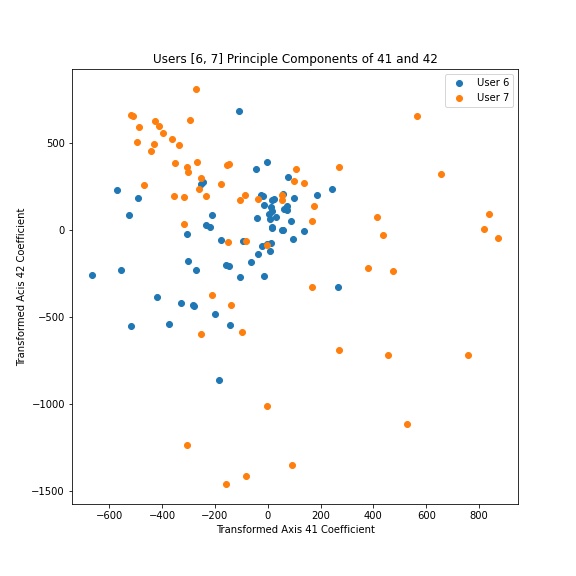 Users [6, 7] Principle Components of 41 and 42
User 6
User 7
Transformed Acis 42 Coefficient
500
0
−500
−1000
−1500
−600 −400 −200 0 200 400 600 800
Transformed Axis 41 Coefficient